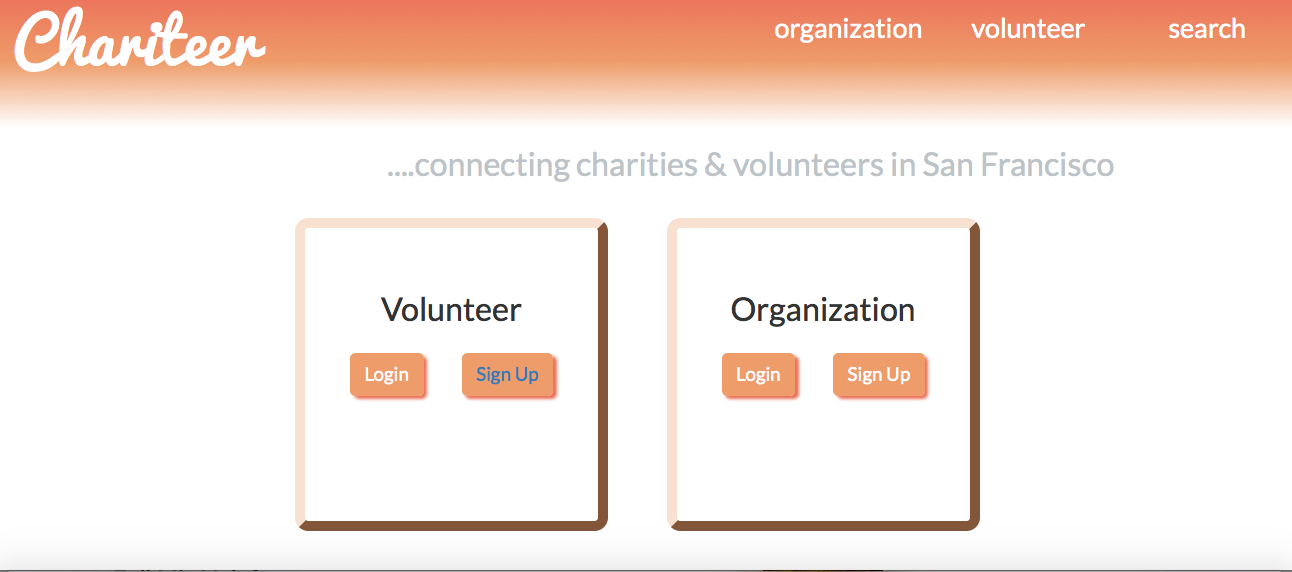 Chariteer
organization volunteer search
....connecting charities & volunteers in San Francisco
Volunteer
Login Sign Up
Organization
Login Sign Up